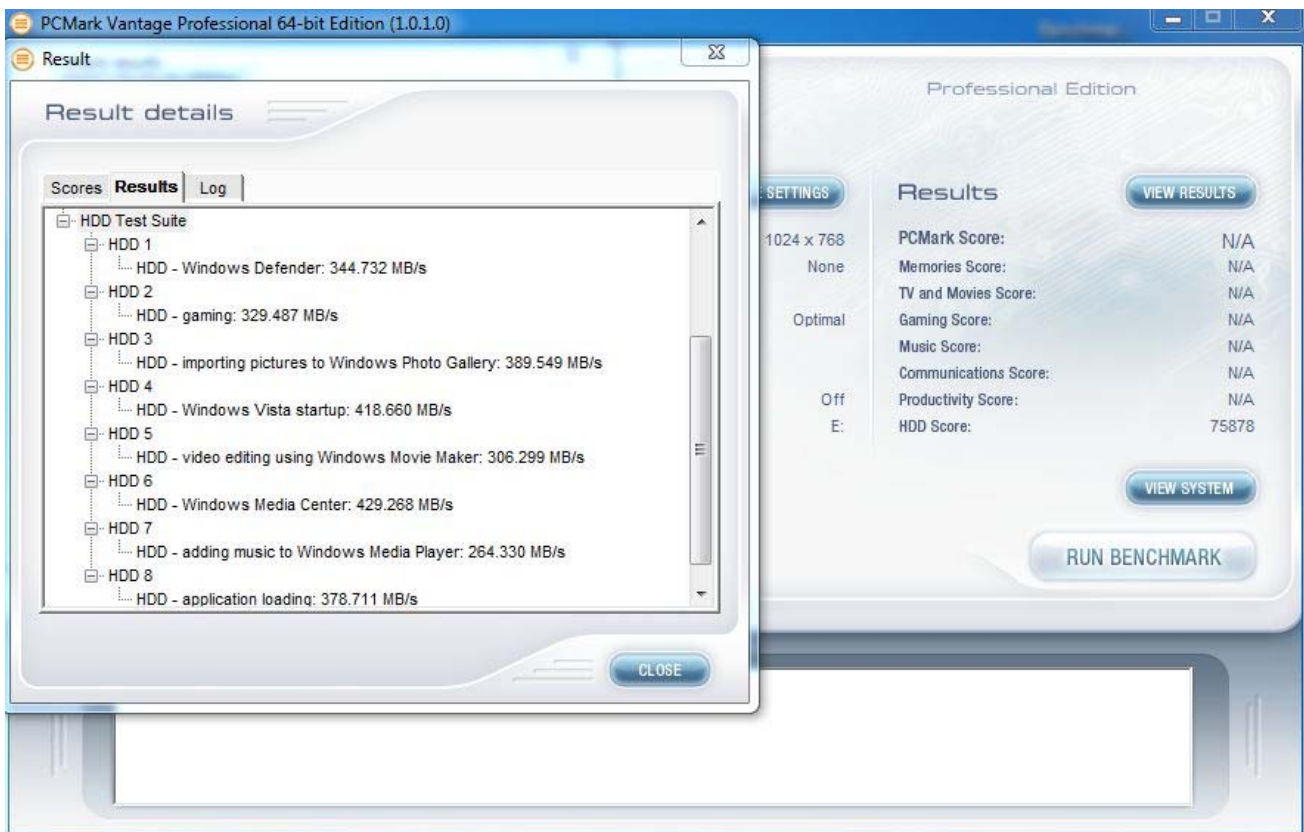 PCMark Vantage Professional 64-bit Edition (1.0.1.0)
Result
Result details
Scores Results Log
HDD Test Suite
HDD 1
HDD - Windows Defender: 344.732 MB/s
HDD 2
HDD - gaming: 329.487 MB/s
HDD 3
HDD - importing pictures to Windows Photo Gallery: 389.549 MB/s
HDD 4
HDD - Windows Vista startup: 418.660 MB/s
HDD 5
HDD - video editing using Windows Movie Maker: 306.299 MB/s
HDD 6
HDD - Windows Media Center: 429.268 MB/s
HDD 7
HDD - adding music to Windows Media Player: 264.330 MB/s
HDD 8
HDD - application loading: 378.711 MB/s
CLOSE
Professional Edition
SETTINGS
1024 x 768
None
Optimal
Off
E:
Results VIEW RESULTS
PCMark Score: N/A
Memories Score: N/A
TV and Movies Score: N/A
Gaming Score: N/A
Music Score: N/A
Communications Score: N/A
Productivity Score: N/A
HDD Score: 75878
VIEW SYSTEM
RUN BENCHMARK